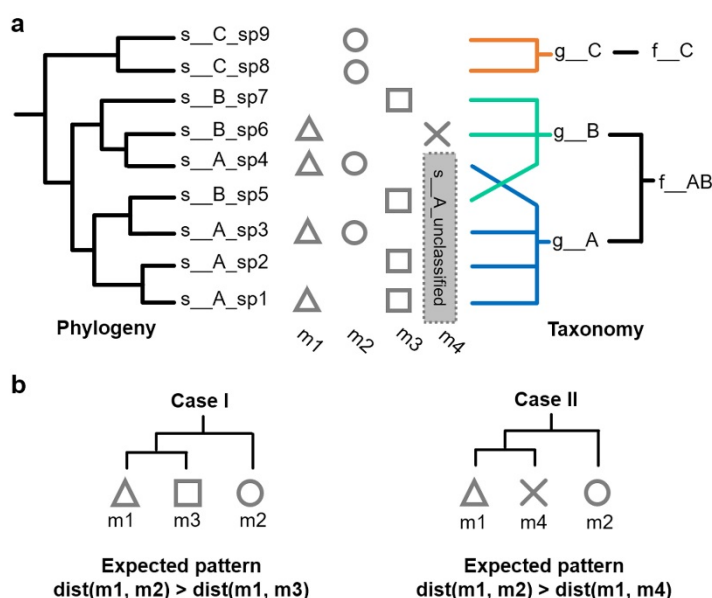 a
s__C_sp9
s__C_sp8
s__B_sp7
s__B_sp6
s__A_sp4
s__B_sp5
s__A_sp3
s__A_sp2
s__A_sp1
Phylogeny
m1
m2
m3
m4
s__A_unclassified
g__C
f__C
g__B
f__AB
g__A
Taxonomy
b
Case I
m1 m3 m2
Expected pattern
dist(m1, m2) > dist(m1, m3)
Case II
m1 m4 m2
Expected pattern
dist(m1, m2) > dist(m1, m4)